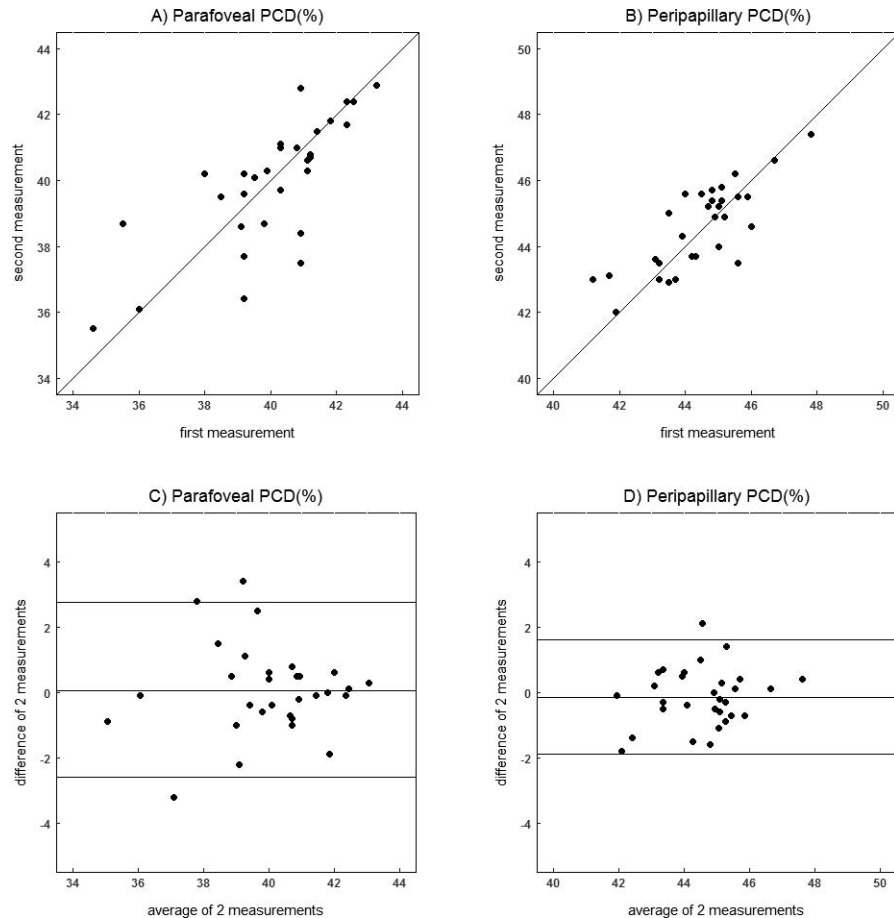 A) Parafoveal PCD(%)
44
42
40
38
36
34
second measurement
34 36 38 40 42 44
first measurement
B) Peripapillary PCD(%)
50
48
46
44
42
40
second measurement
40 42 44 46 48 50
first measurement
C) Parafoveal PCD(%)
4
2
0
-2
-4
difference of 2 measurements
34 36 38 40 42 44
average of 2 measurements
D) Peripapillary PCD(%)
4
2
0
-2
-4
difference of 2 measurements
40 42 44 46 48 50
average of 2 measurements